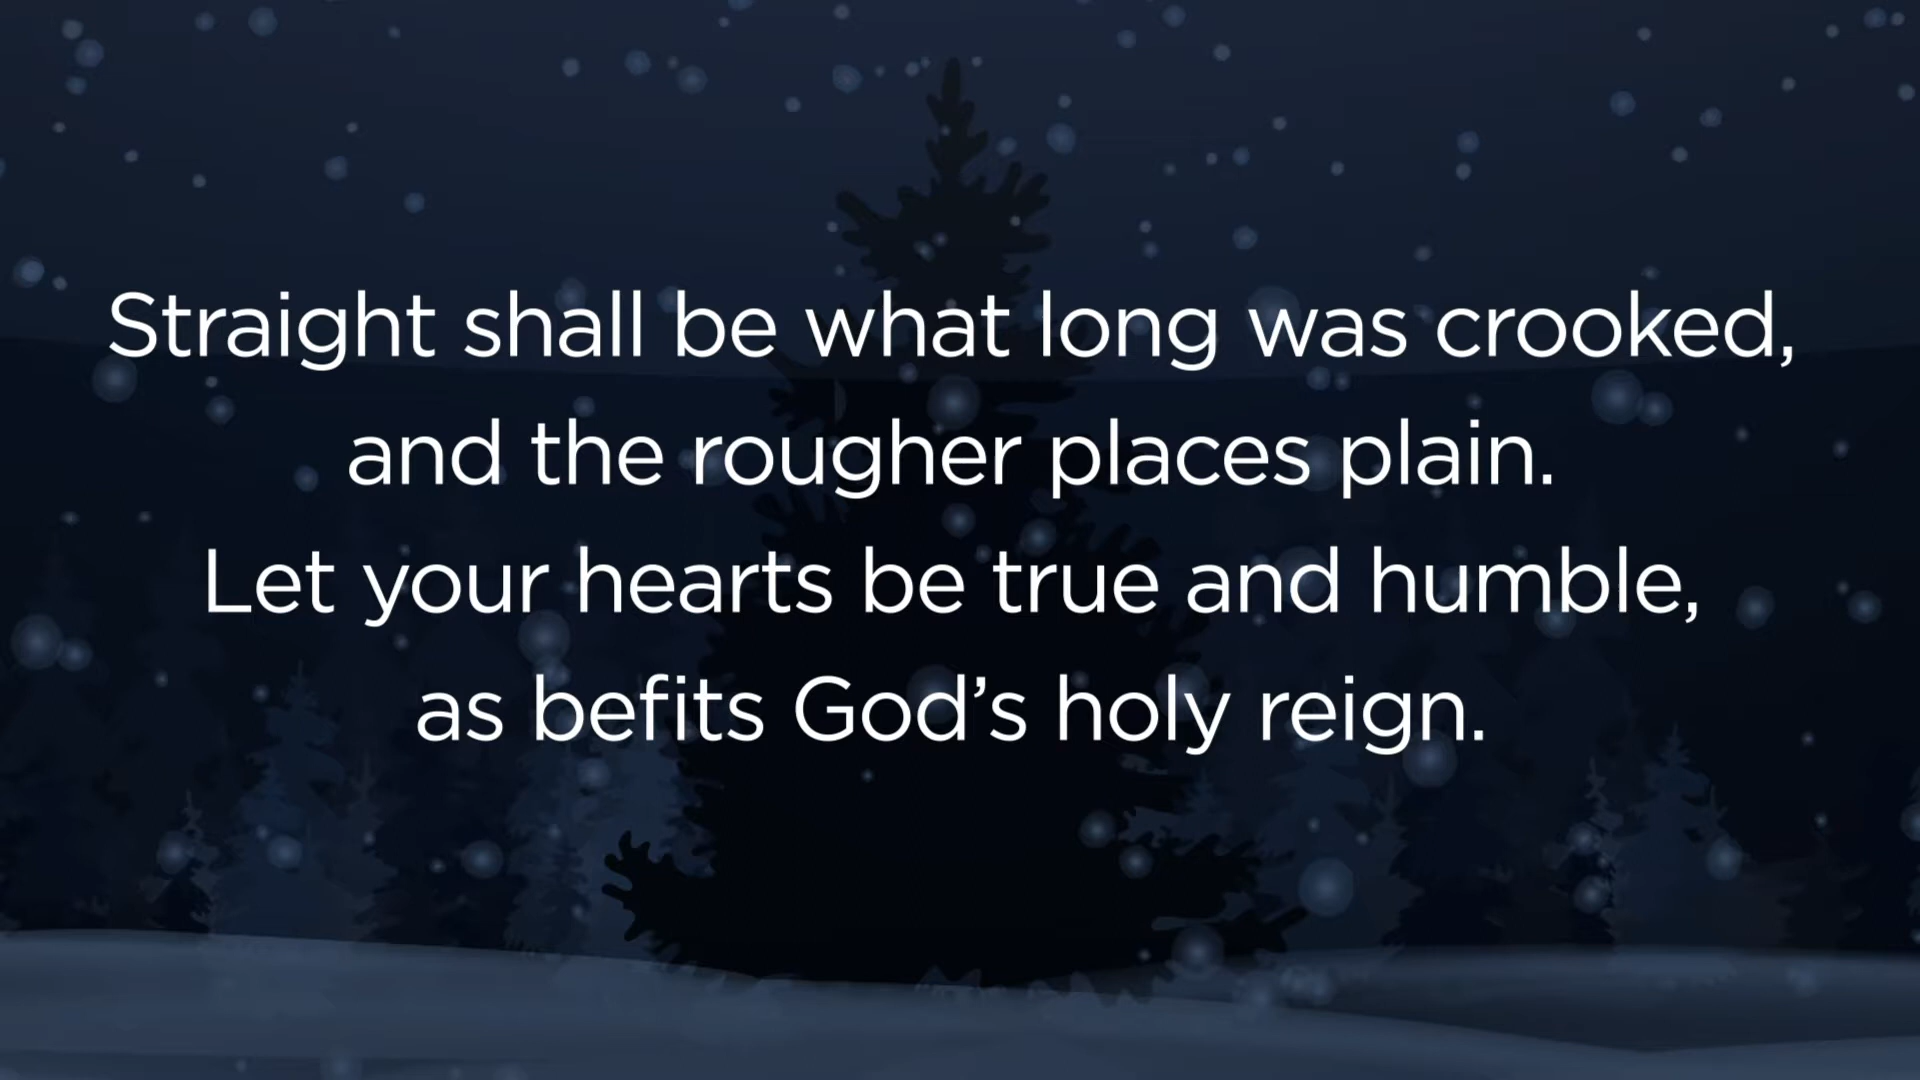 Straight shall be what long was crooked,
and the rougher places plain.
Let your hearts be true and humble,
as befits God’s holy reign.